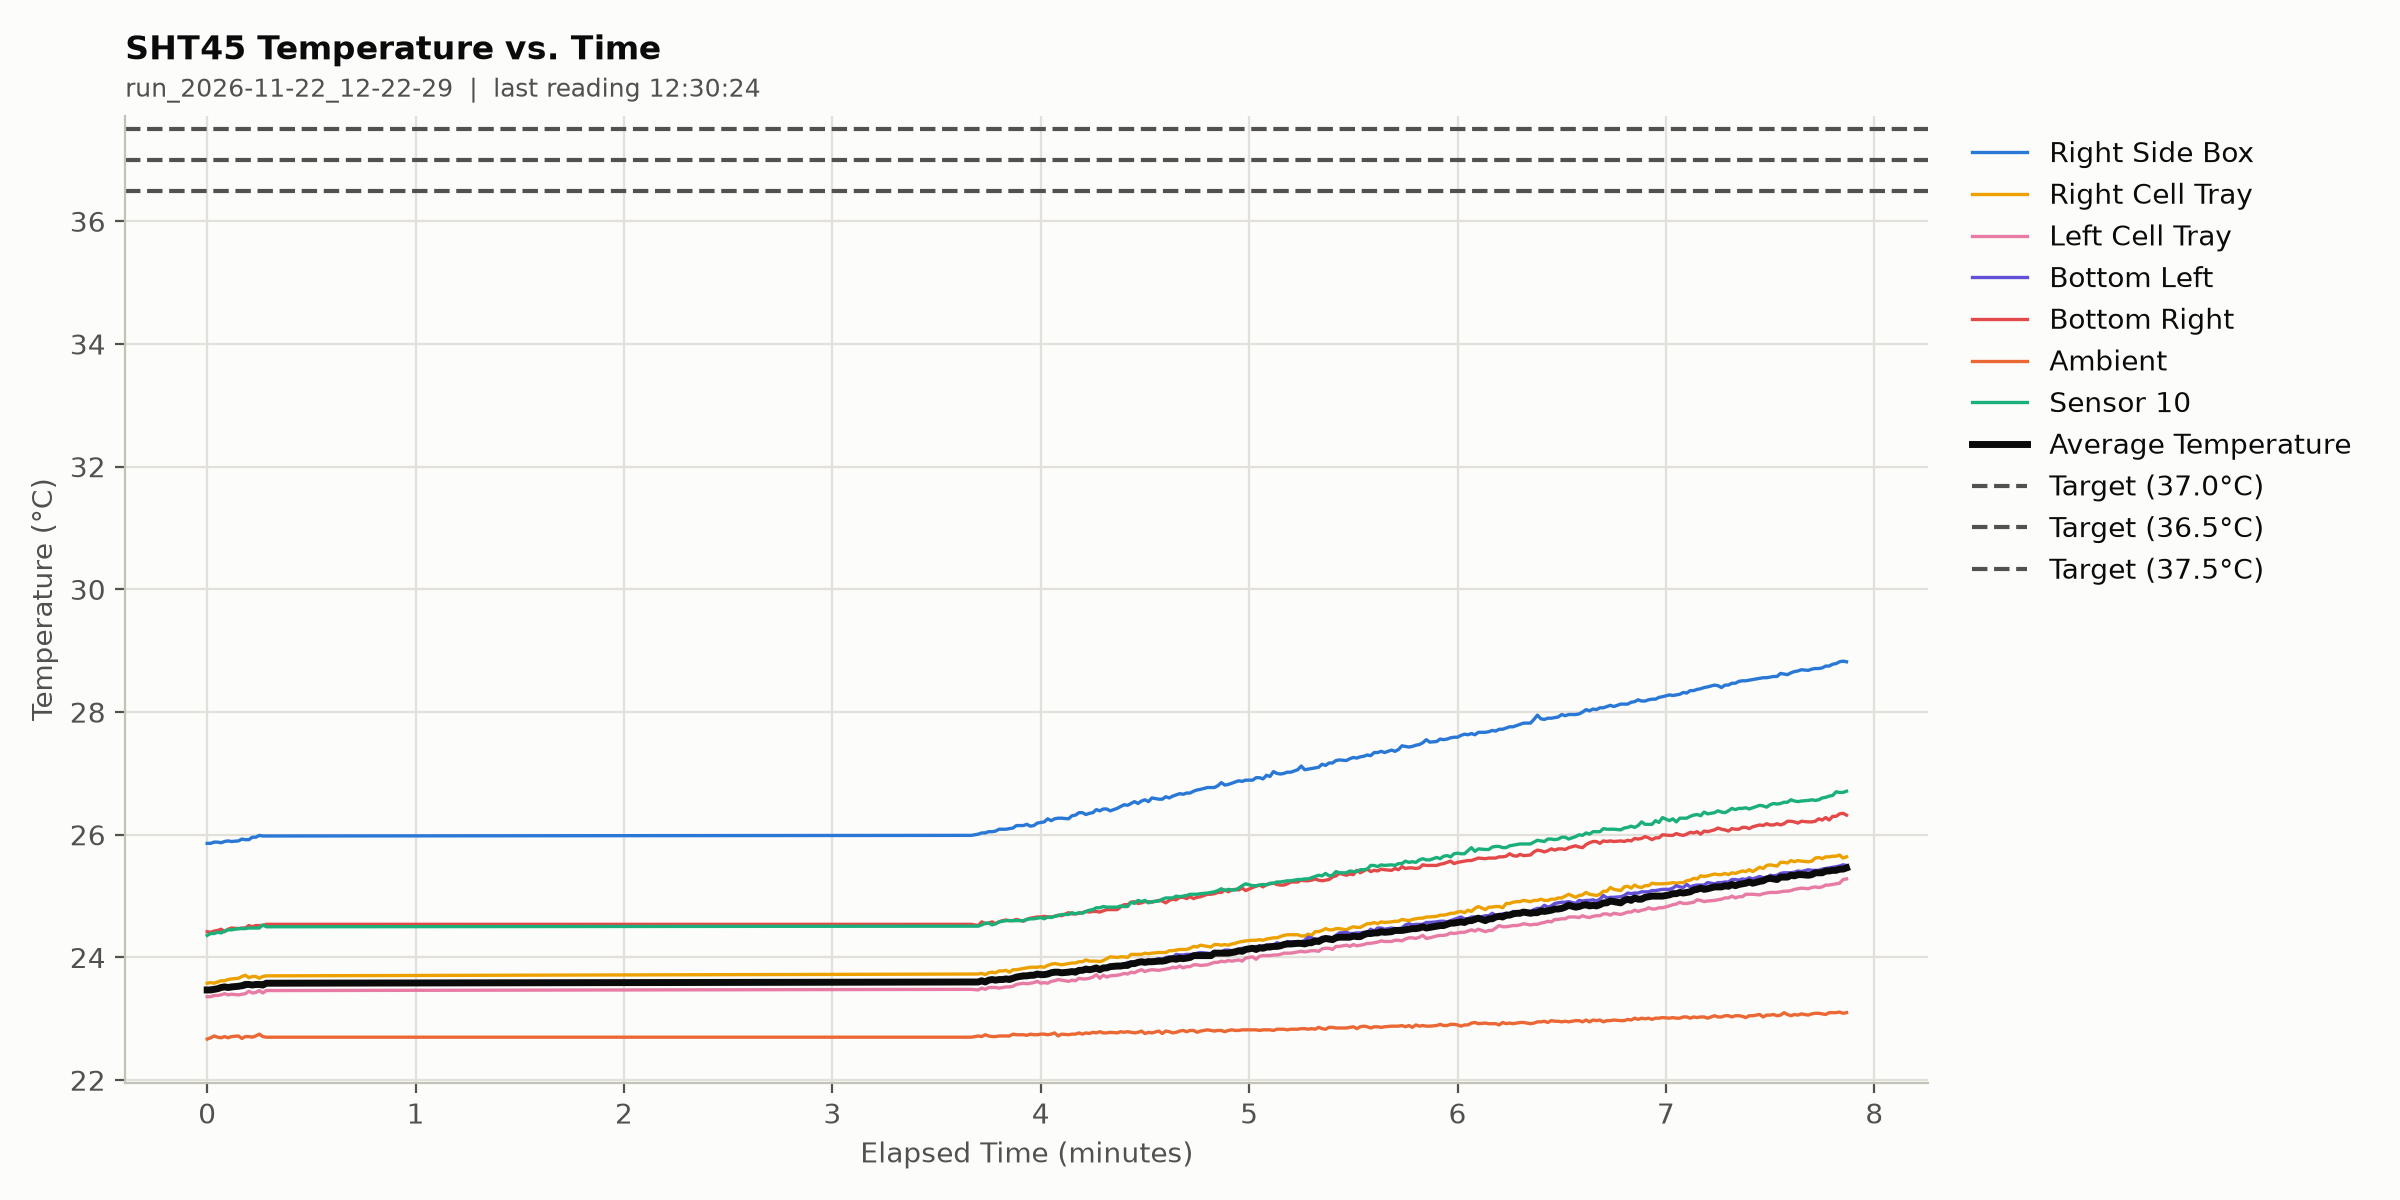 SHT45 Temperature vs. Time
run_2026-11-22_12-22-29  |  last reading 12:30:24
Temperature (°C)
36
34
32
30
28
26
24
22
0 1 2 3 4 5 6 7 8
Elapsed Time (minutes)
Right Side Box
Right Cell Tray
Left Cell Tray
Bottom Left
Bottom Right
Ambient
Sensor 10
Average Temperature
Target (37.0°C)
Target (36.5°C)
Target (37.5°C)